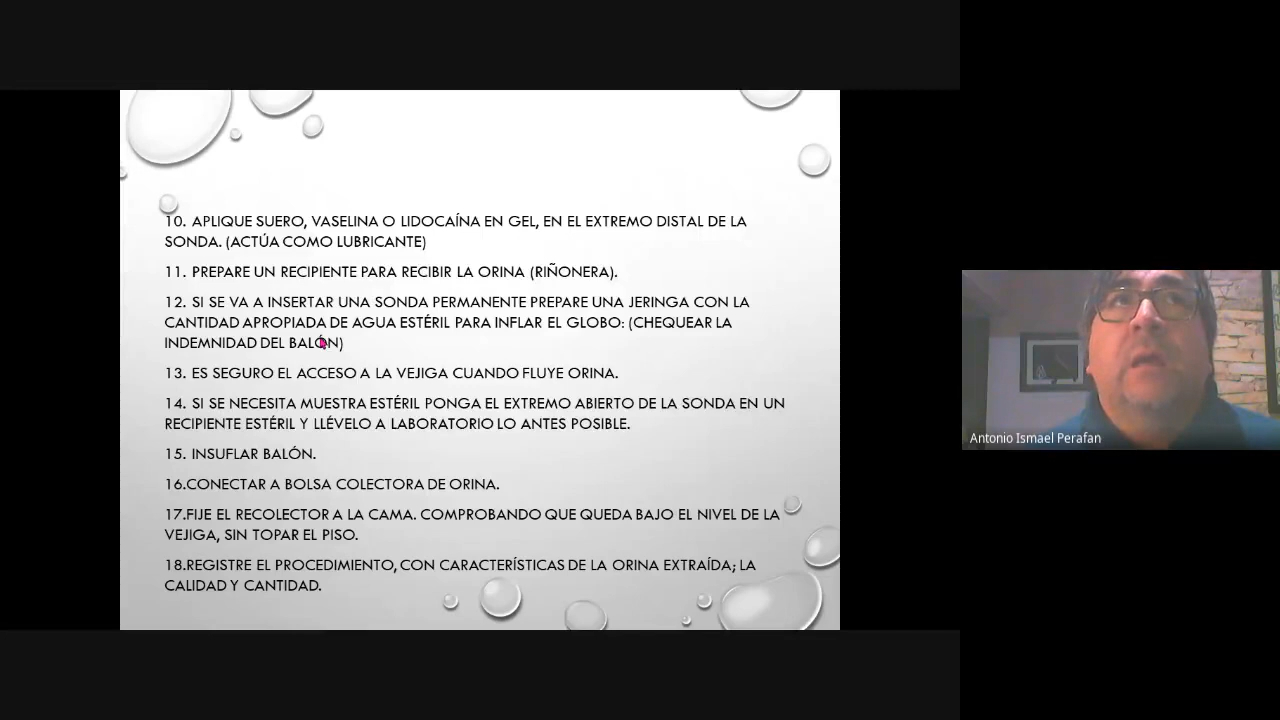 10. APLIQUE SUERO, VASELINA O LIDOCAÍNA EN GEL, EN EL EXTREMO DISTAL DE LA
SONDA. (ACTÚA COMO LUBRICANTE)
11. PREPARE UN RECIPIENTE PARA RECIBIR LA ORINA (RIÑONERA).
12. SI SE VA A INSERTAR UNA SONDA PERMANENTE PREPARE UNA JERINGA CON LA
CANTIDAD APROPIADA DE AGUA ESTÉRIL PARA INFLAR EL GLOBO: (CHEQUEAR LA
INDEMNIDAD DEL BALÓN)
13. ES SEGURO EL ACCESO A LA VEJIGA CUANDO FLUYE ORINA.
14. SI SE NECESITA MUESTRA ESTÉRIL PONGA EL EXTREMO ABIERTO DE LA SONDA EN UN
RECIPIENTE ESTÉRIL Y LLÉVELO A LABORATORIO LO ANTES POSIBLE.
15. INSUFLAR BALÓN.
16.CONECTAR A BOLSA COLECTORA DE ORINA.
17.FIJE EL RECOLECTOR A LA CAMA. COMPROBANDO QUE QUEDA BAJO EL NIVEL DE LA
VEJIGA, SIN TOPAR EL PISO.
18.REGISTRE EL PROCEDIMIENTO, CON CARACTERÍSTICAS DE LA ORINA EXTRAÍDA; LA
CALIDAD Y CANTIDAD.
Antonio Ismael Perafan